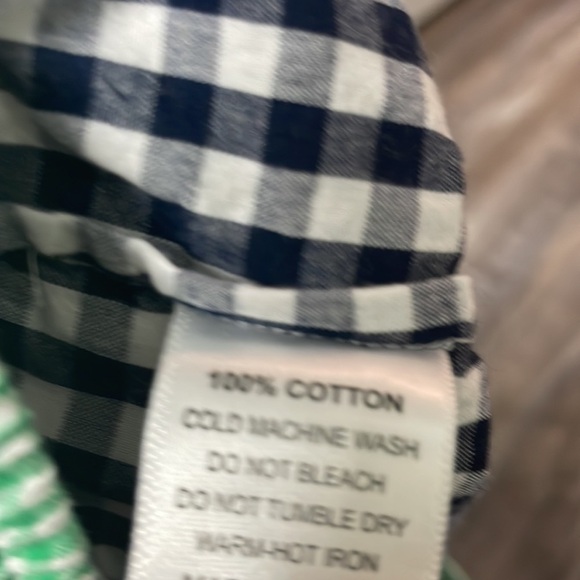 100% COTTON
COLD MACHINE WASH
DO NOT BLEACH
DO NOT TUMBLE DRY
WARM-HOT IRON